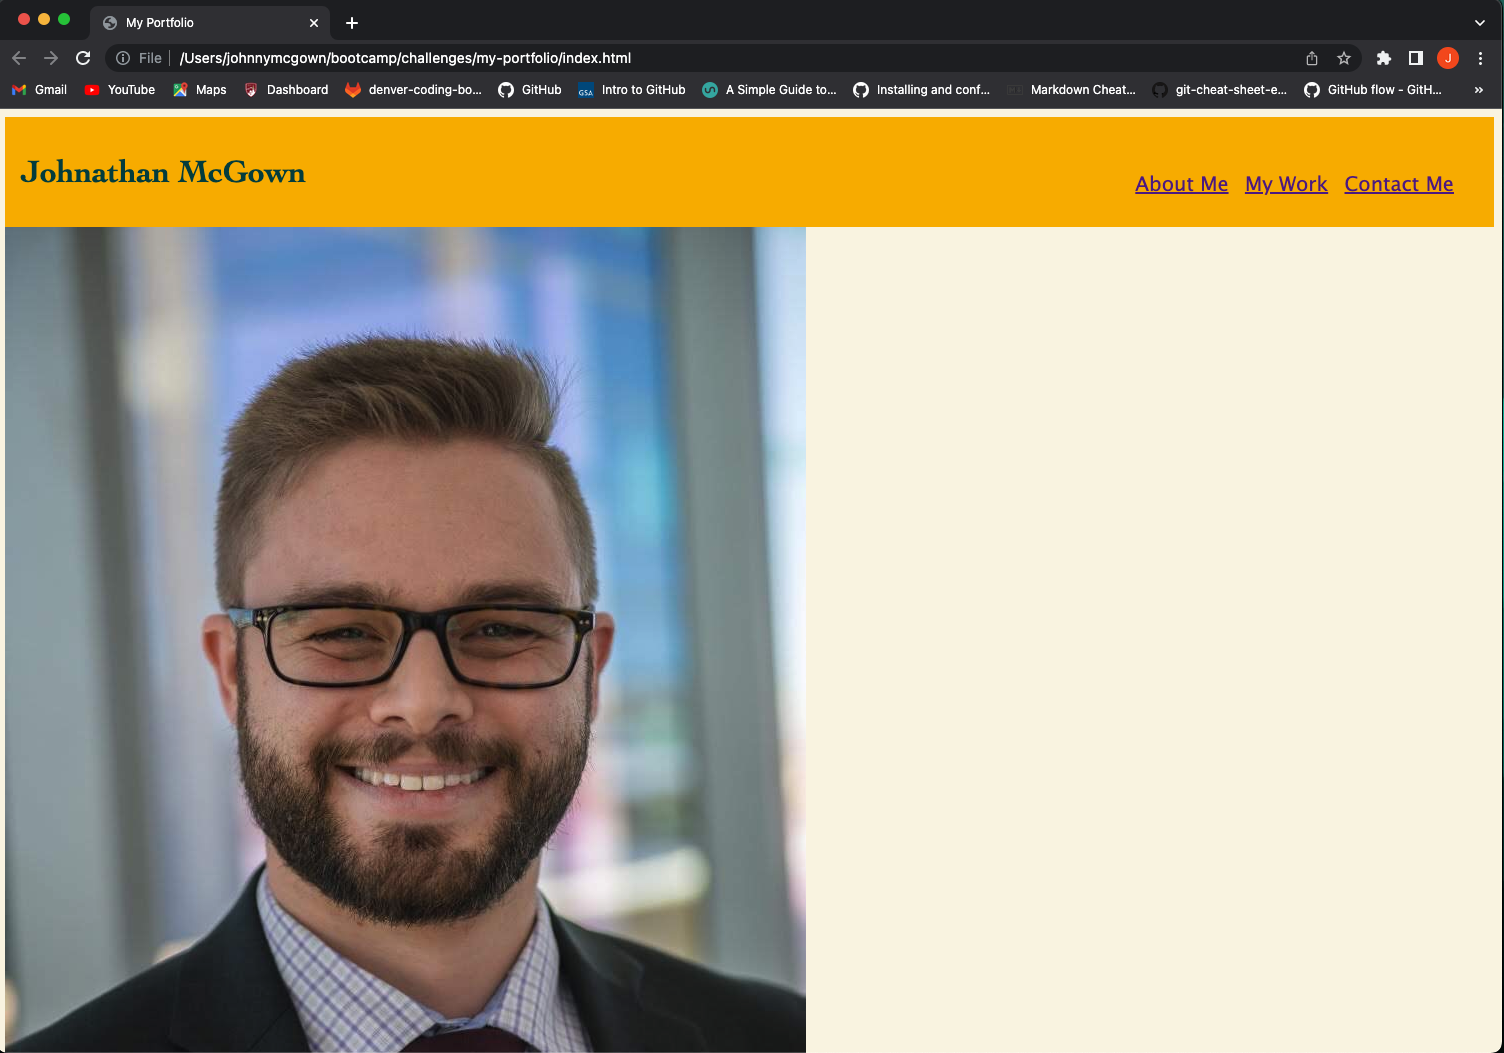 My Portfolio
File /Users/johnnymcgown/bootcamp/challenges/my-portfolio/index.html J
Gmail YouTube Maps Dashboard denver-coding-bo... GitHub GSA Intro to GitHub A Simple Guide to... Installing and conf... Markdown Cheat... git-cheat-sheet-e... GitHub flow - GitH... »
Johnathan McGown
About Me My Work Contact Me